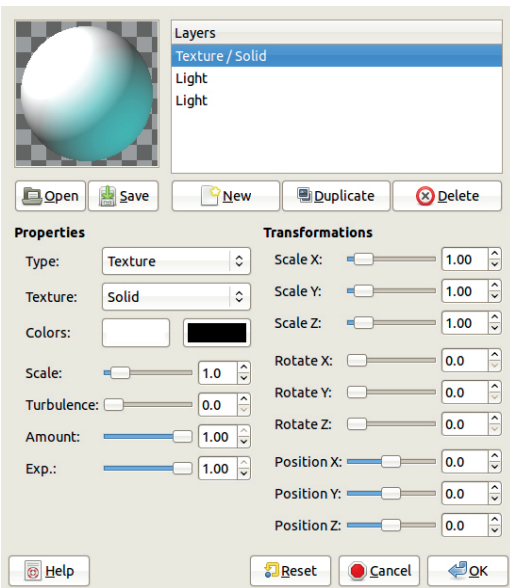 Layers
Texture / Solid
Light
Light
Open Save New Duplicate Delete
Properties Transformations
Type: Texture Scale X: 1.00
Texture: Solid Scale Y: 1.00
Colors: Scale Z: 1.00
Scale: 1.0 Rotate X: 0.0
Turbulence: 0.0 Rotate Y: 0.0
Amount: 1.00 Rotate Z: 0.0
Exp.: 1.00 Position X: 0.0
Position Y: 0.0
Position Z: 0.0
Help Reset Cancel OK